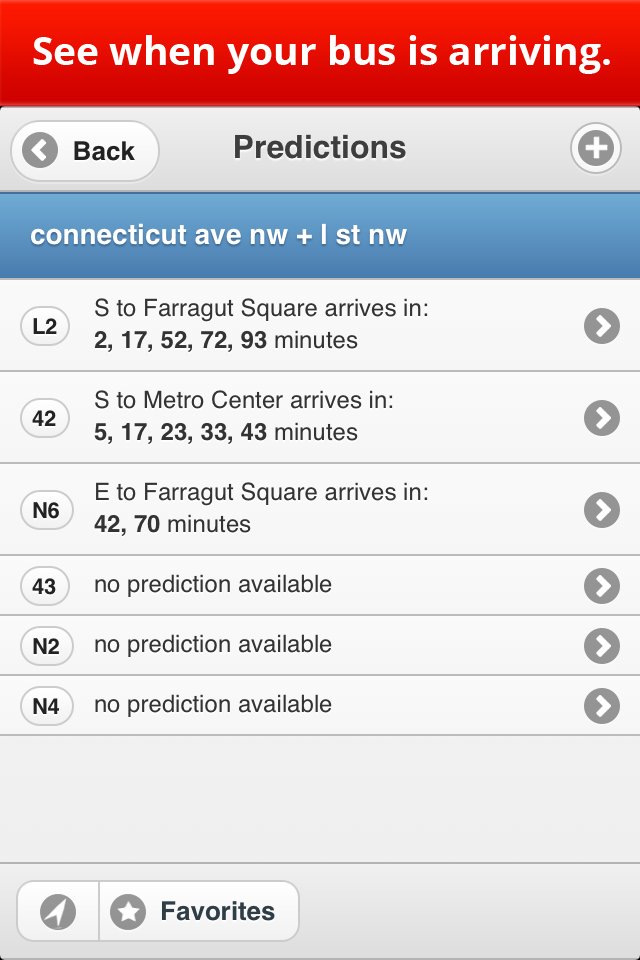 See when your bus is arriving.
Back
Predictions
connecticut ave nw + l st nw
L2
S to Farragut Square arrives in:
2, 17, 52, 72, 93 minutes
42
S to Metro Center arrives in:
5, 17, 23, 33, 43 minutes
N6
E to Farragut Square arrives in:
42, 70 minutes
43
no prediction available
N2
no prediction available
N4
no prediction available
Favorites